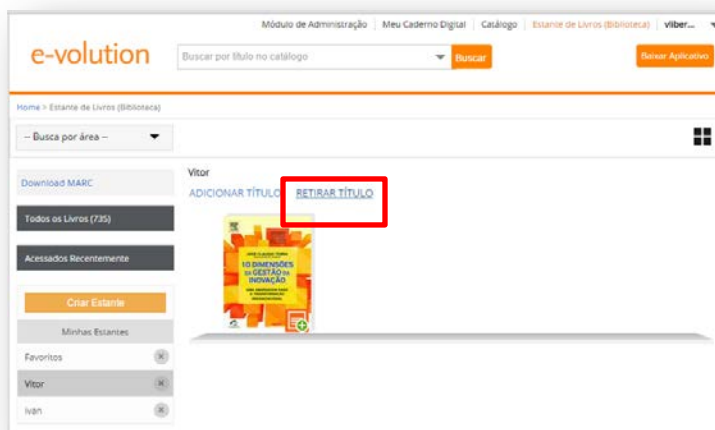 Módulo de Administração | Meu Caderno Digital | Catálogo | Estante de Livros (Biblioteca) | vliber...
e-volution
Buscar por título no catálogo
Buscar
Baixar Aplicativo
Home > Estante de Livros (Biblioteca)
-- Busca por área --
Download MARC
Todos os Livros (735)
Acessados Recentemente
Criar Estante
Minhas Estantes
Favoritos
Vitor
ivan
Vitor
ADICIONAR TÍTULO
RETIRAR TÍTULO
10 DIMENSÕES
DA GESTÃO DA
INOVAÇÃO